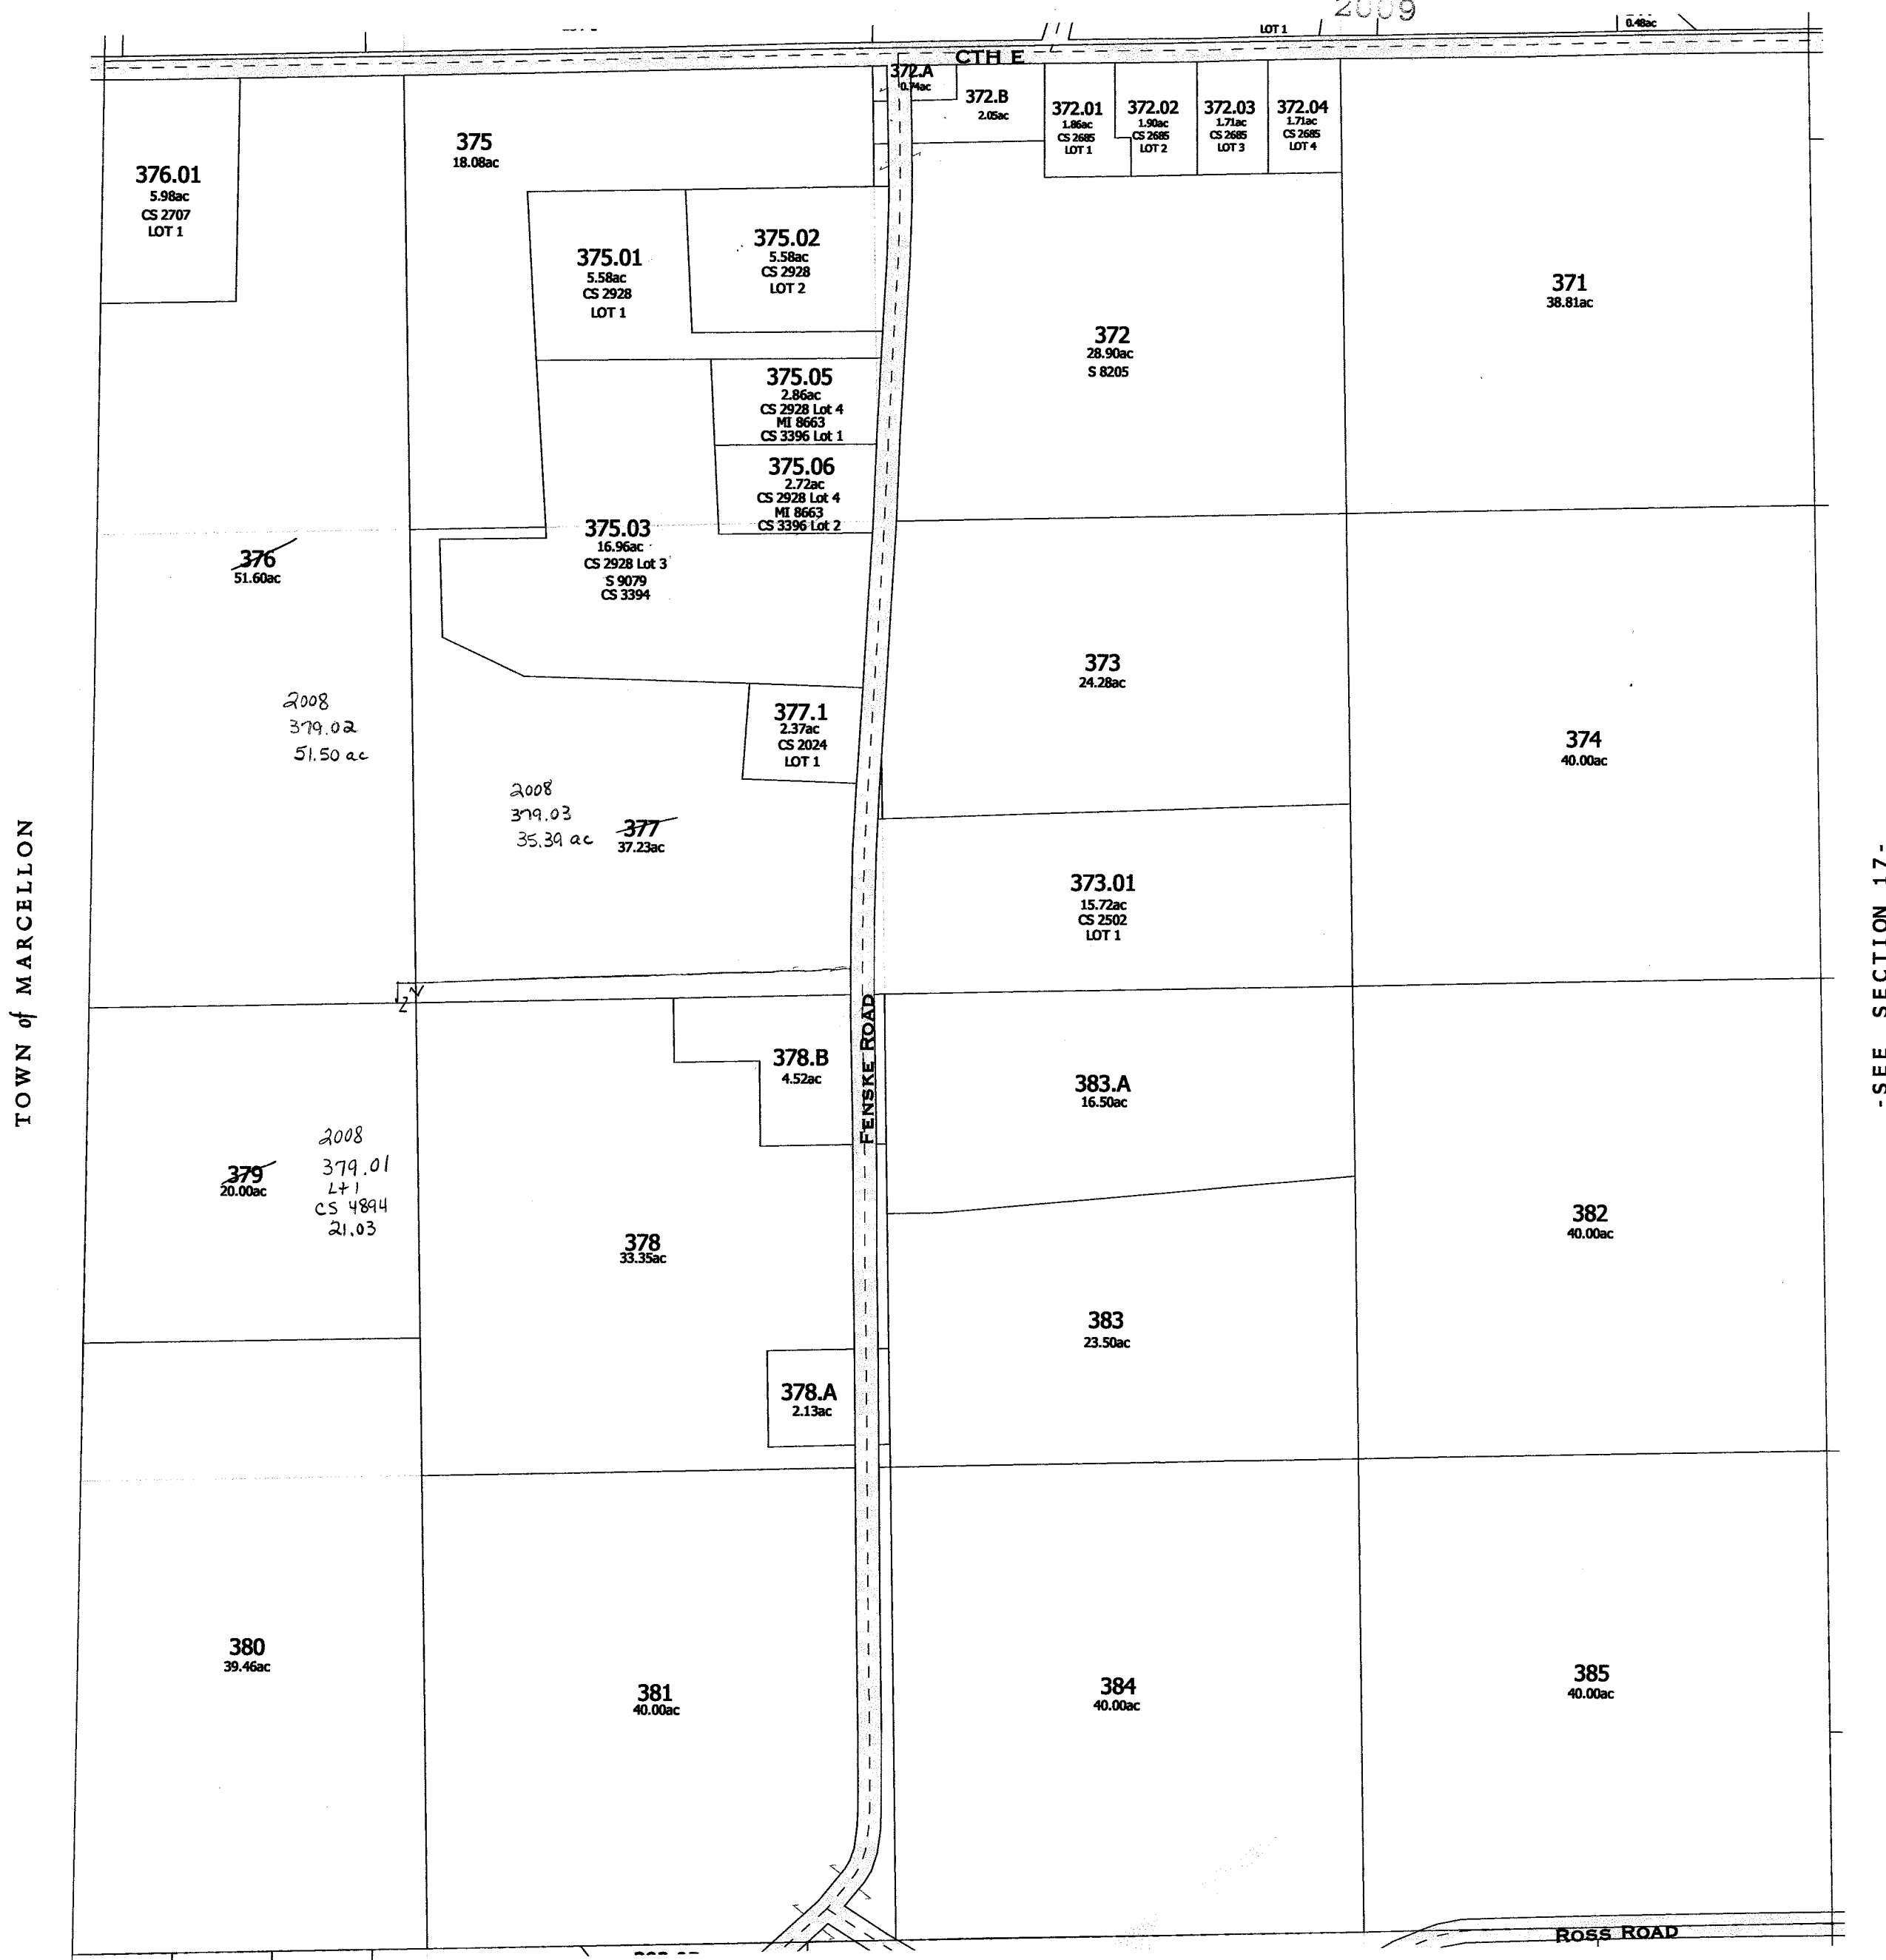 2009
LOT 1
0.48ac
CTH E
372.A
0.74ac
372.B
2.05ac
372.01
1.86ac
CS 2685
LOT 1
372.02
1.90ac
CS 2685
LOT 2
372.03
1.71ac
CS 2685
LOT 3
372.04
1.71ac
CS 2685
LOT 4
375
18.08ac
376.01
5.98ac
CS 2707
LOT 1
375.01
5.58ac
CS 2928
LOT 1
375.02
5.58ac
CS 2928
LOT 2
371
38.81ac
372
28.90ac
S 8205
375.05
2.86ac
CS 2928 Lot 4
MI 8663
CS 3396 Lot 1
375.06
2.72ac
CS 2928 Lot 4
MI 8663
CS 3396 Lot 2
375.03
16.96ac
CS 2928 Lot 3
S 9079
CS 3394
376
51.60ac
2008
379.02
51.50 ac
373
24.28ac
377.1
2.37ac
CS 2024
LOT 1
374
40.00ac
2008
379.03
35.39 ac
377
37.23ac
TOWN of MARCELLON
-SEE SECTION 17-
373.01
15.72ac
CS 2502
LOT 1
2
FENSKE ROAD
378.B
4.52ac
383.A
16.50ac
2008
379.01
Lt 1
CS 4894
21.03
379
20.00ac
378
33.35ac
382
40.00ac
383
23.50ac
378.A
2.13ac
380
39.46ac
381
40.00ac
384
40.00ac
385
40.00ac
ROSS ROAD